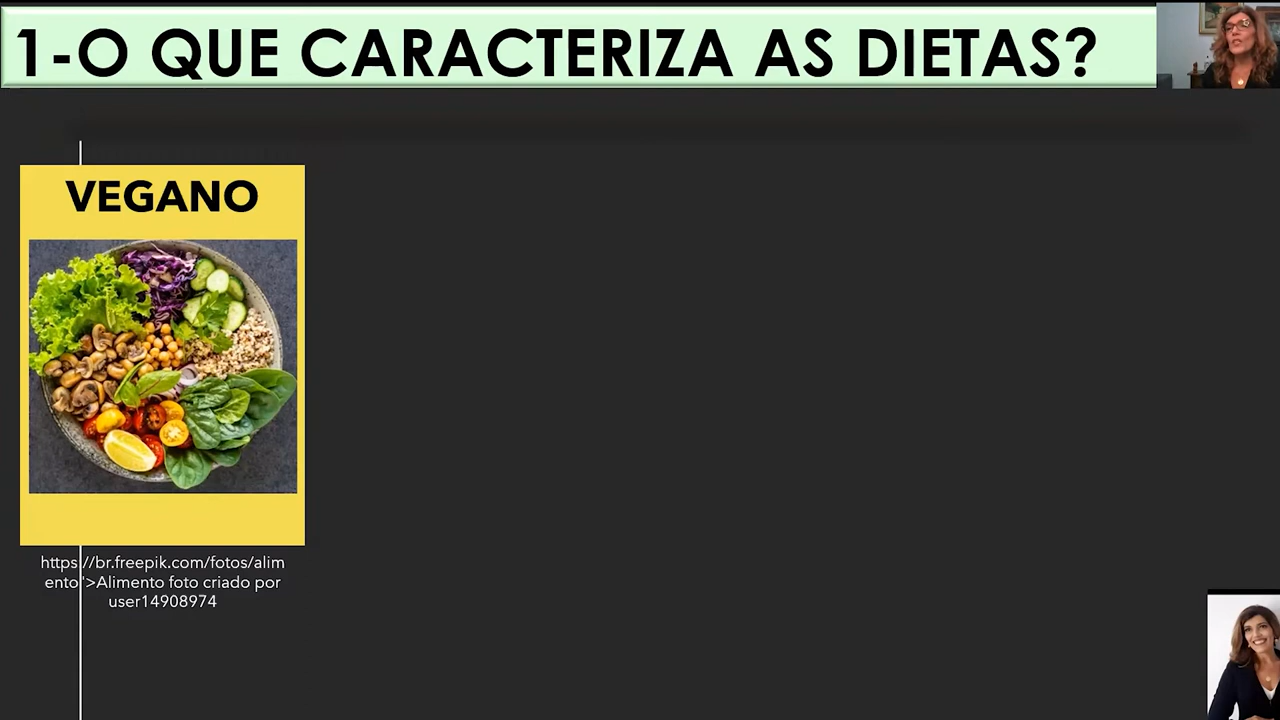 1-O QUE CARACTERIZA AS DIETAS?
VEGANO
https://br.freepik.com/fotos/alim
ento'>Alimento foto criado por
user14908974